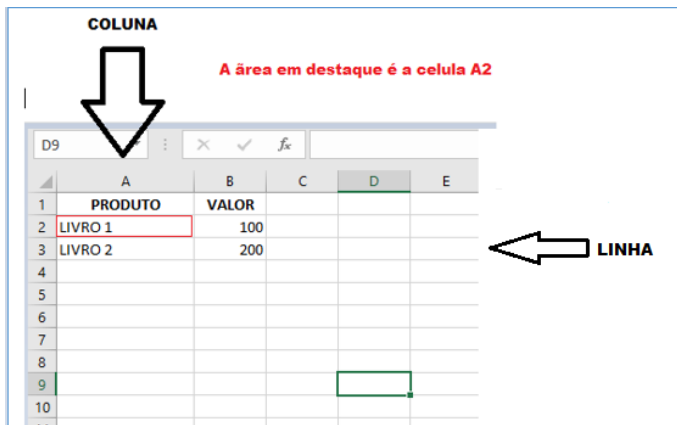 COLUNA
A ãrea em destaque é a celula A2
D9 fx
A B C D E
1 PRODUTO VALOR
2 LIVRO 1 100
3 LIVRO 2 200
LINHA
4
5
6
7
8
9
10